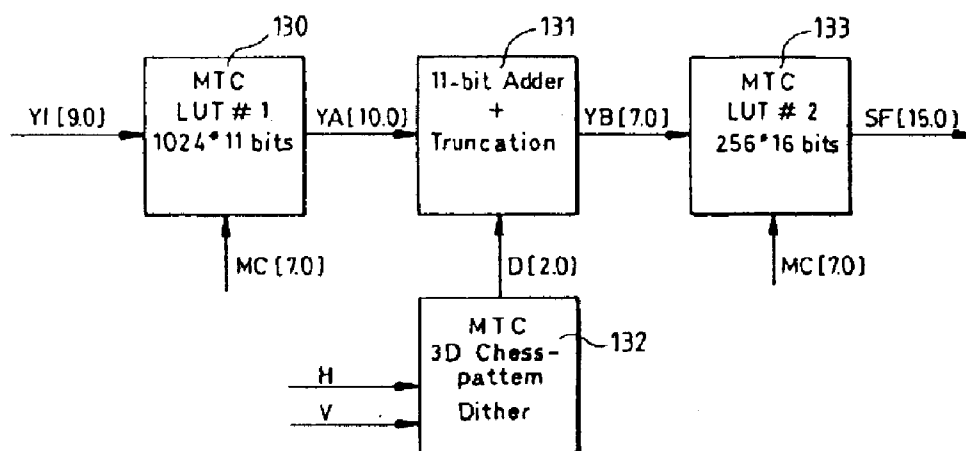 130
131
133
MTC
LUT # 1
1024* 11 bits
11-bit Adder
+
Truncation
MTC
LUT # 2
256* 16 bits
YI [9.0]
YA [10.0]
YB [7.0]
SF [15.0]
MC [7.0]
D [2.0]
MC [7.0]
MTC
3D Chess-
pattem
Dither
132
H
V